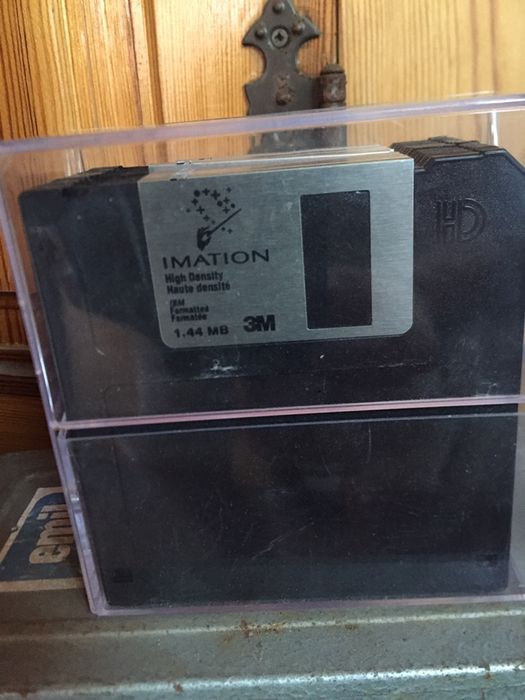 IMATION
HD
High Density
Haute densité
IBM
Formatted
Formatée
1.44 MB 3M